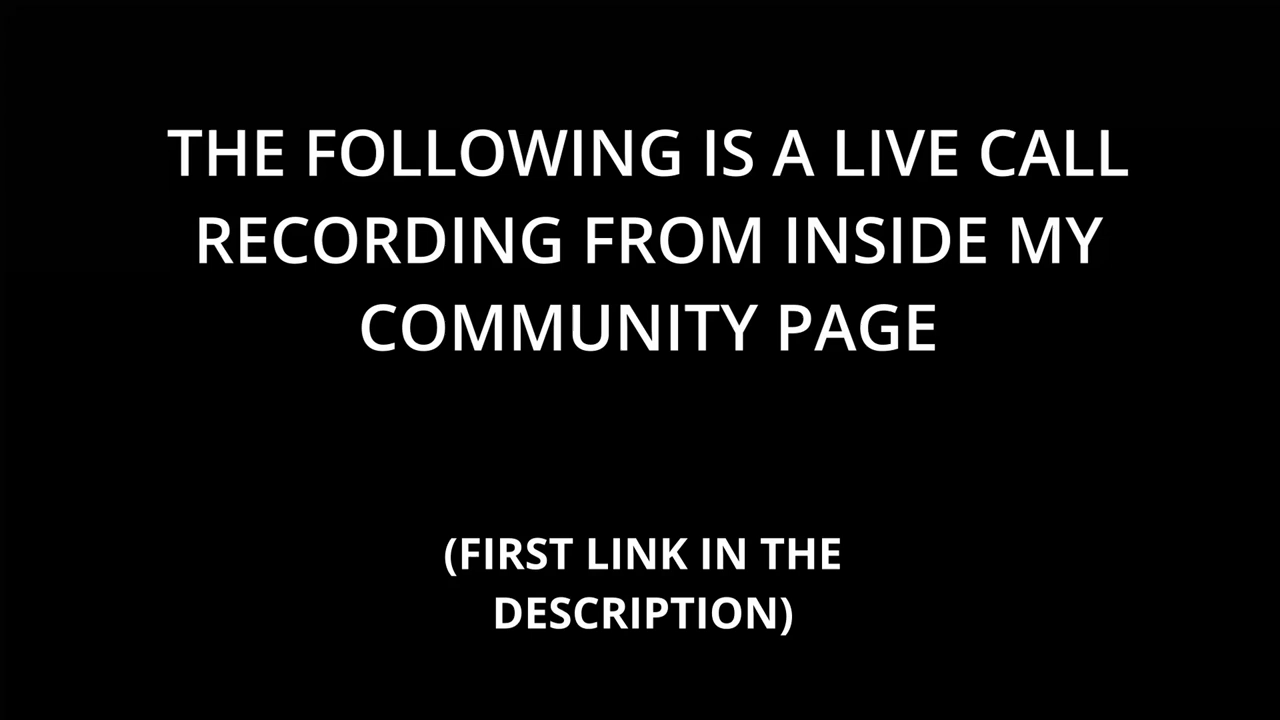 THE FOLLOWING IS A LIVE CALL
RECORDING FROM INSIDE MY
COMMUNITY PAGE
(FIRST LINK IN THE
DESCRIPTION)